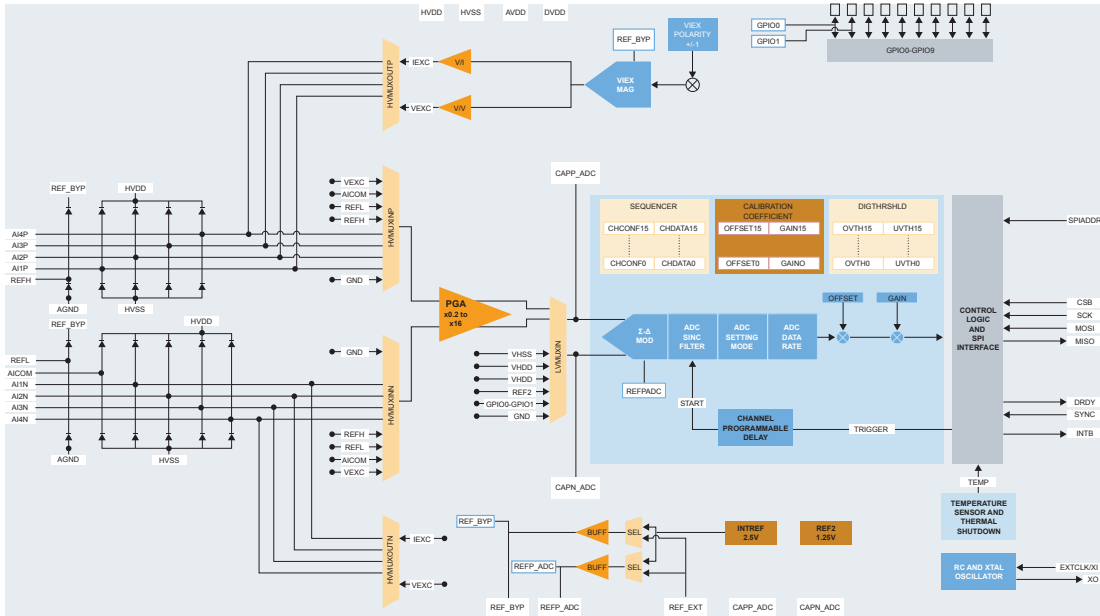 HVDD HVSS AVDD DVDD
VIEX
POLARITY
+/-1
GPIO0
GPIO1
GPIO0-GPIO9
REF_BYP
HVMUXOUTP
IEXC
V/I
VIEX
MAG
VEXC
V/V
REF_BYP
HVDD
VEXC
AICOM
REFL
REFH
HVMUXINP
GND
AI4P
AI3P
AI2P
AI1P
REFH
AGND
HVSS
REF_BYP
HVDD
PGA
x0.2 to
x16
CAPP_ADC
SEQUENCER
CHCONF15 CHDATA15
CHCONF0 CHDATA0
CALIBRATION
COEFFICIENT
OFFSET15 GAIN15
OFFSET0 GAINO
DIGTHRSHLD
OVTH15 UVTH15
OVTH0 UVTH0
SPIADDR
OFFSET
GAIN
Σ-Δ
MOD
ADC
SINC
FILTER
ADC
SETTING
MODE
ADC
DATA
RATE
CONTROL
LOGIC
AND
SPI
INTERFACE
CSB
SCK
MOSI
MISO
REFL
AICOM
AI1N
AI2N
AI3N
AI4N
AGND
HVSS
GND
HVMUXINN
REFH
REFL
AICOM
VEXC
VHSS
VHDD
VHDD
REF2
GPIO0-GPIO1
GND
LVMUXIN
REFPADC
START
CHANNEL
PROGRAMMABLE
DELAY
TRIGGER
DRDY
SYNC
INTB
CAPN_ADC
TEMP
TEMPERATURE
SENSOR AND
THERMAL
SHUTDOWN
HVMUXOUTN
IEXC
VEXC
REF_BYP
BUFF
SEL
INTREF
2.5V
REF2
1.25V
REFP_ADC
BUFF
SEL
RC AND XTAL
OSCILLATOR
EXTCLK/XI
XO
REF_BYP REFP_ADC REF_EXT CAPP_ADC CAPN_ADC